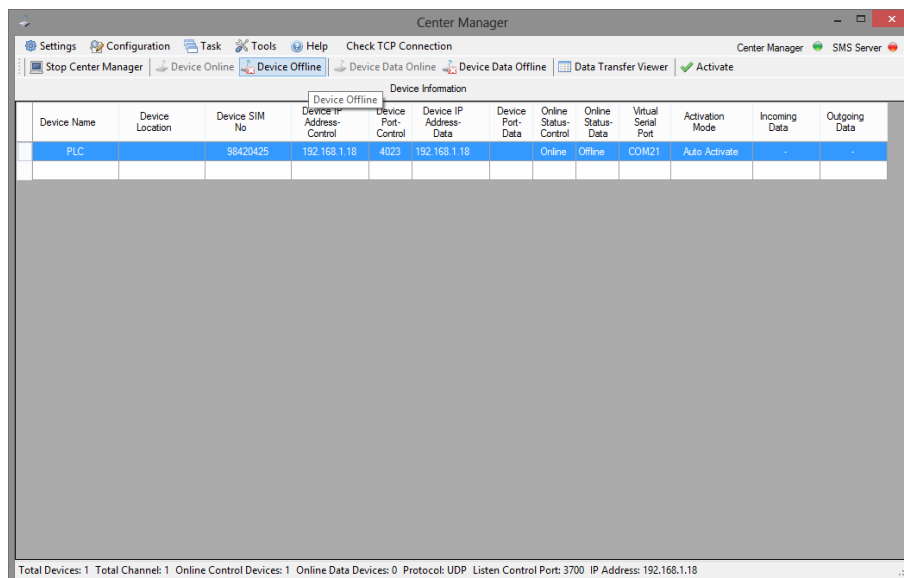 Center Manager
Settings Configuration Task Tools Help Check TCP Connection Center Manager SMS Server
Stop Center Manager Device Online Device Offline Device Data Online Device Data Offline Data Transfer Viewer Activate
Device Information
Device Offline
Device Name Device Location Device SIM No Device IP Address-Control Device Port-Control Device IP Address-Data Device Port-Data Online Status-Control Online Status-Data Virtual Serial Port Activation Mode Incoming Data Outgoing Data
PLC 98420425 192.168.1.18 4023 192.168.1.18 Online Offline COM21 Auto Activate - -
Total Devices: 1 Total Channel: 1 Online Control Devices: 1 Online Data Devices: 0 Protocol: UDP Listen Control Port: 3700 IP Address: 192.168.1.18